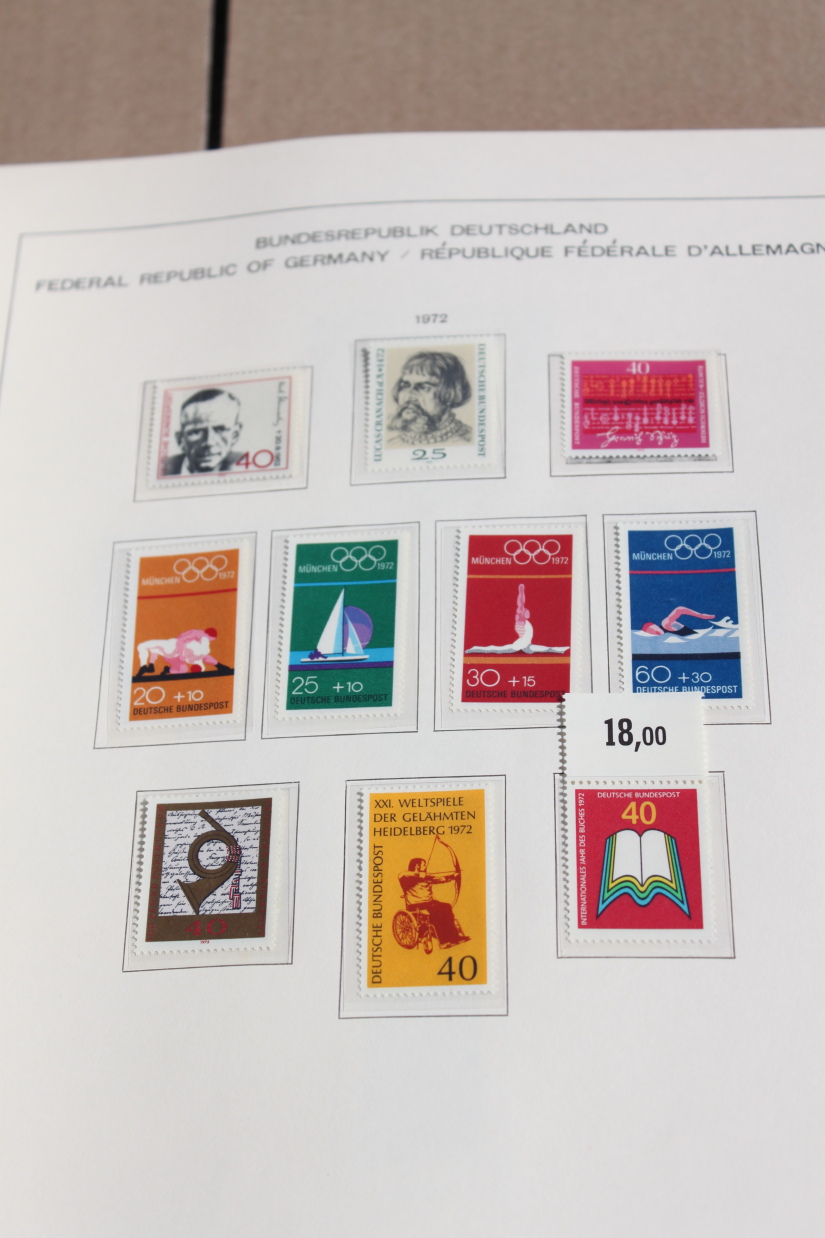 BUNDESREPUBLIK DEUTSCHLAND
FEDERAL REPUBLIC OF GERMANY / RÉPUBLIQUE FÉDÉRALE D'ALLEMAGN
1972
40
LUCAS CRANACH
DEUTSCHE BUNDESPOST
25
40
MÜNCHEN 1972
20 +10
DEUTSCHE BUNDESPOST
MÜNCHEN 1972
25 +10
DEUTSCHE BUNDESPOST
MÜNCHEN 1972
30 +15
DEUTSCHE BUNDESPOST
MÜNCHEN 1972
60 +30
DEUTSCHE BUNDESPOST
18,00
40
1972
XXI. WELTSPIELE
DER GELÄHMTEN
HEIDELBERG 1972
DEUTSCHE BUNDESPOST
40
DEUTSCHE BUNDESPOST
40
INTERNATIONALES JAHR DES BUCHES 1972